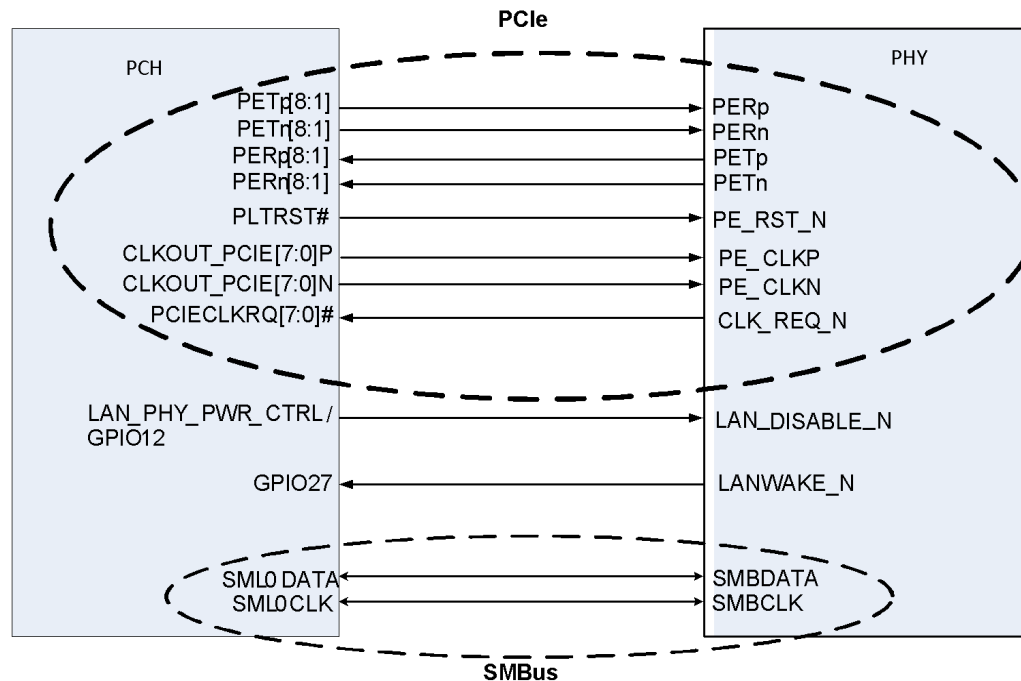 PCIe
PCH
PHY
PETp[8:1]
PERp
PETn[8:1]
PERn
PERp[8:1]
PETp
PERn[8:1]
PETn
PLTRST#
PE_RST_N
CLKOUT_PCIE[7:0]P
PE_CLKP
CLKOUT_PCIE[7:0]N
PE_CLKN
PCIECLKRQ[7:0]#
CLK_REQ_N
LAN_PHY_PWR_CTRL/
GPIO12
LAN_DISABLE_N
GPIO27
LANWAKE_N
SML0DATA
SMBDATA
SML0CLK
SMBCLK
SMBus